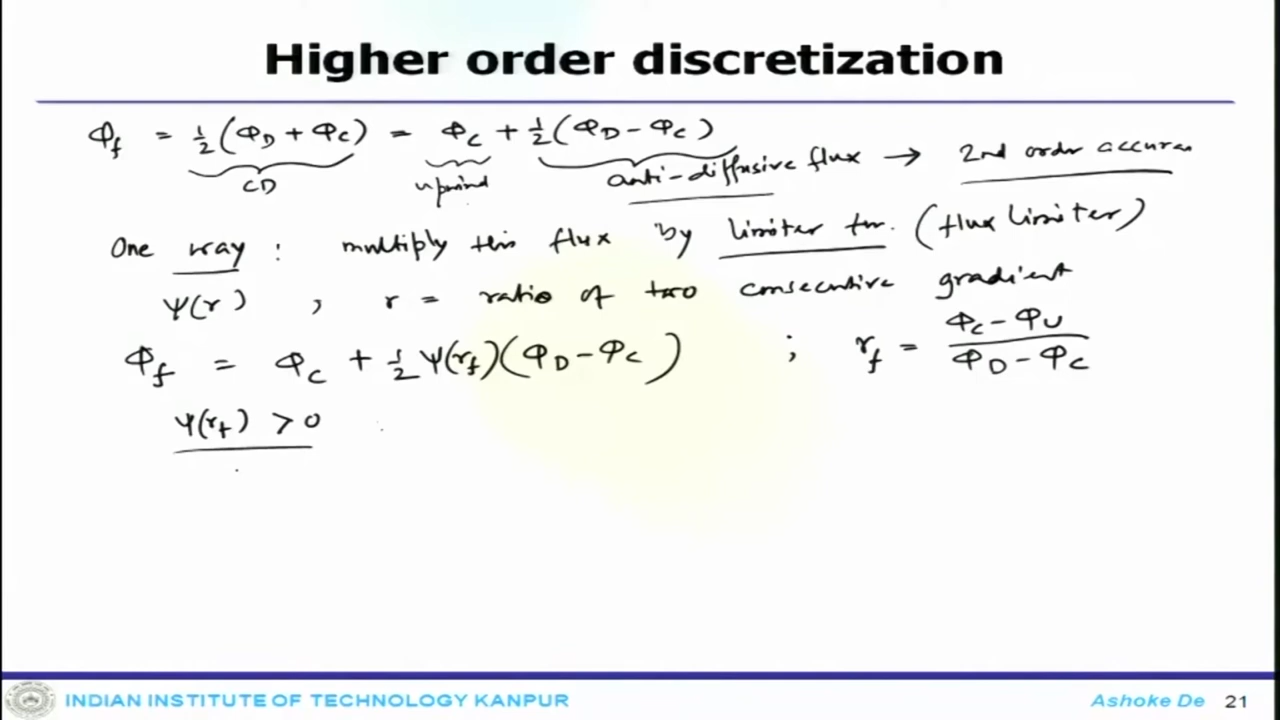 Higher order discretization
Φf = 1/2 (ΦD + ΦC) = ΦC + 1/2 (ΦD - ΦC)
CD upwind anti-diffusive flux → 2nd order accurate
One way : multiply this flux by limiter fn. (flux limiter)
Ψ(r) , r = ratio of two consecutive gradient
Φf = ΦC + 1/2 Ψ(rf)(ΦD - ΦC) ; rf = (ΦC - ΦU) / (ΦD - ΦC)
Ψ(rf) > 0
INDIAN INSTITUTE OF TECHNOLOGY KANPUR
Ashoke De 21